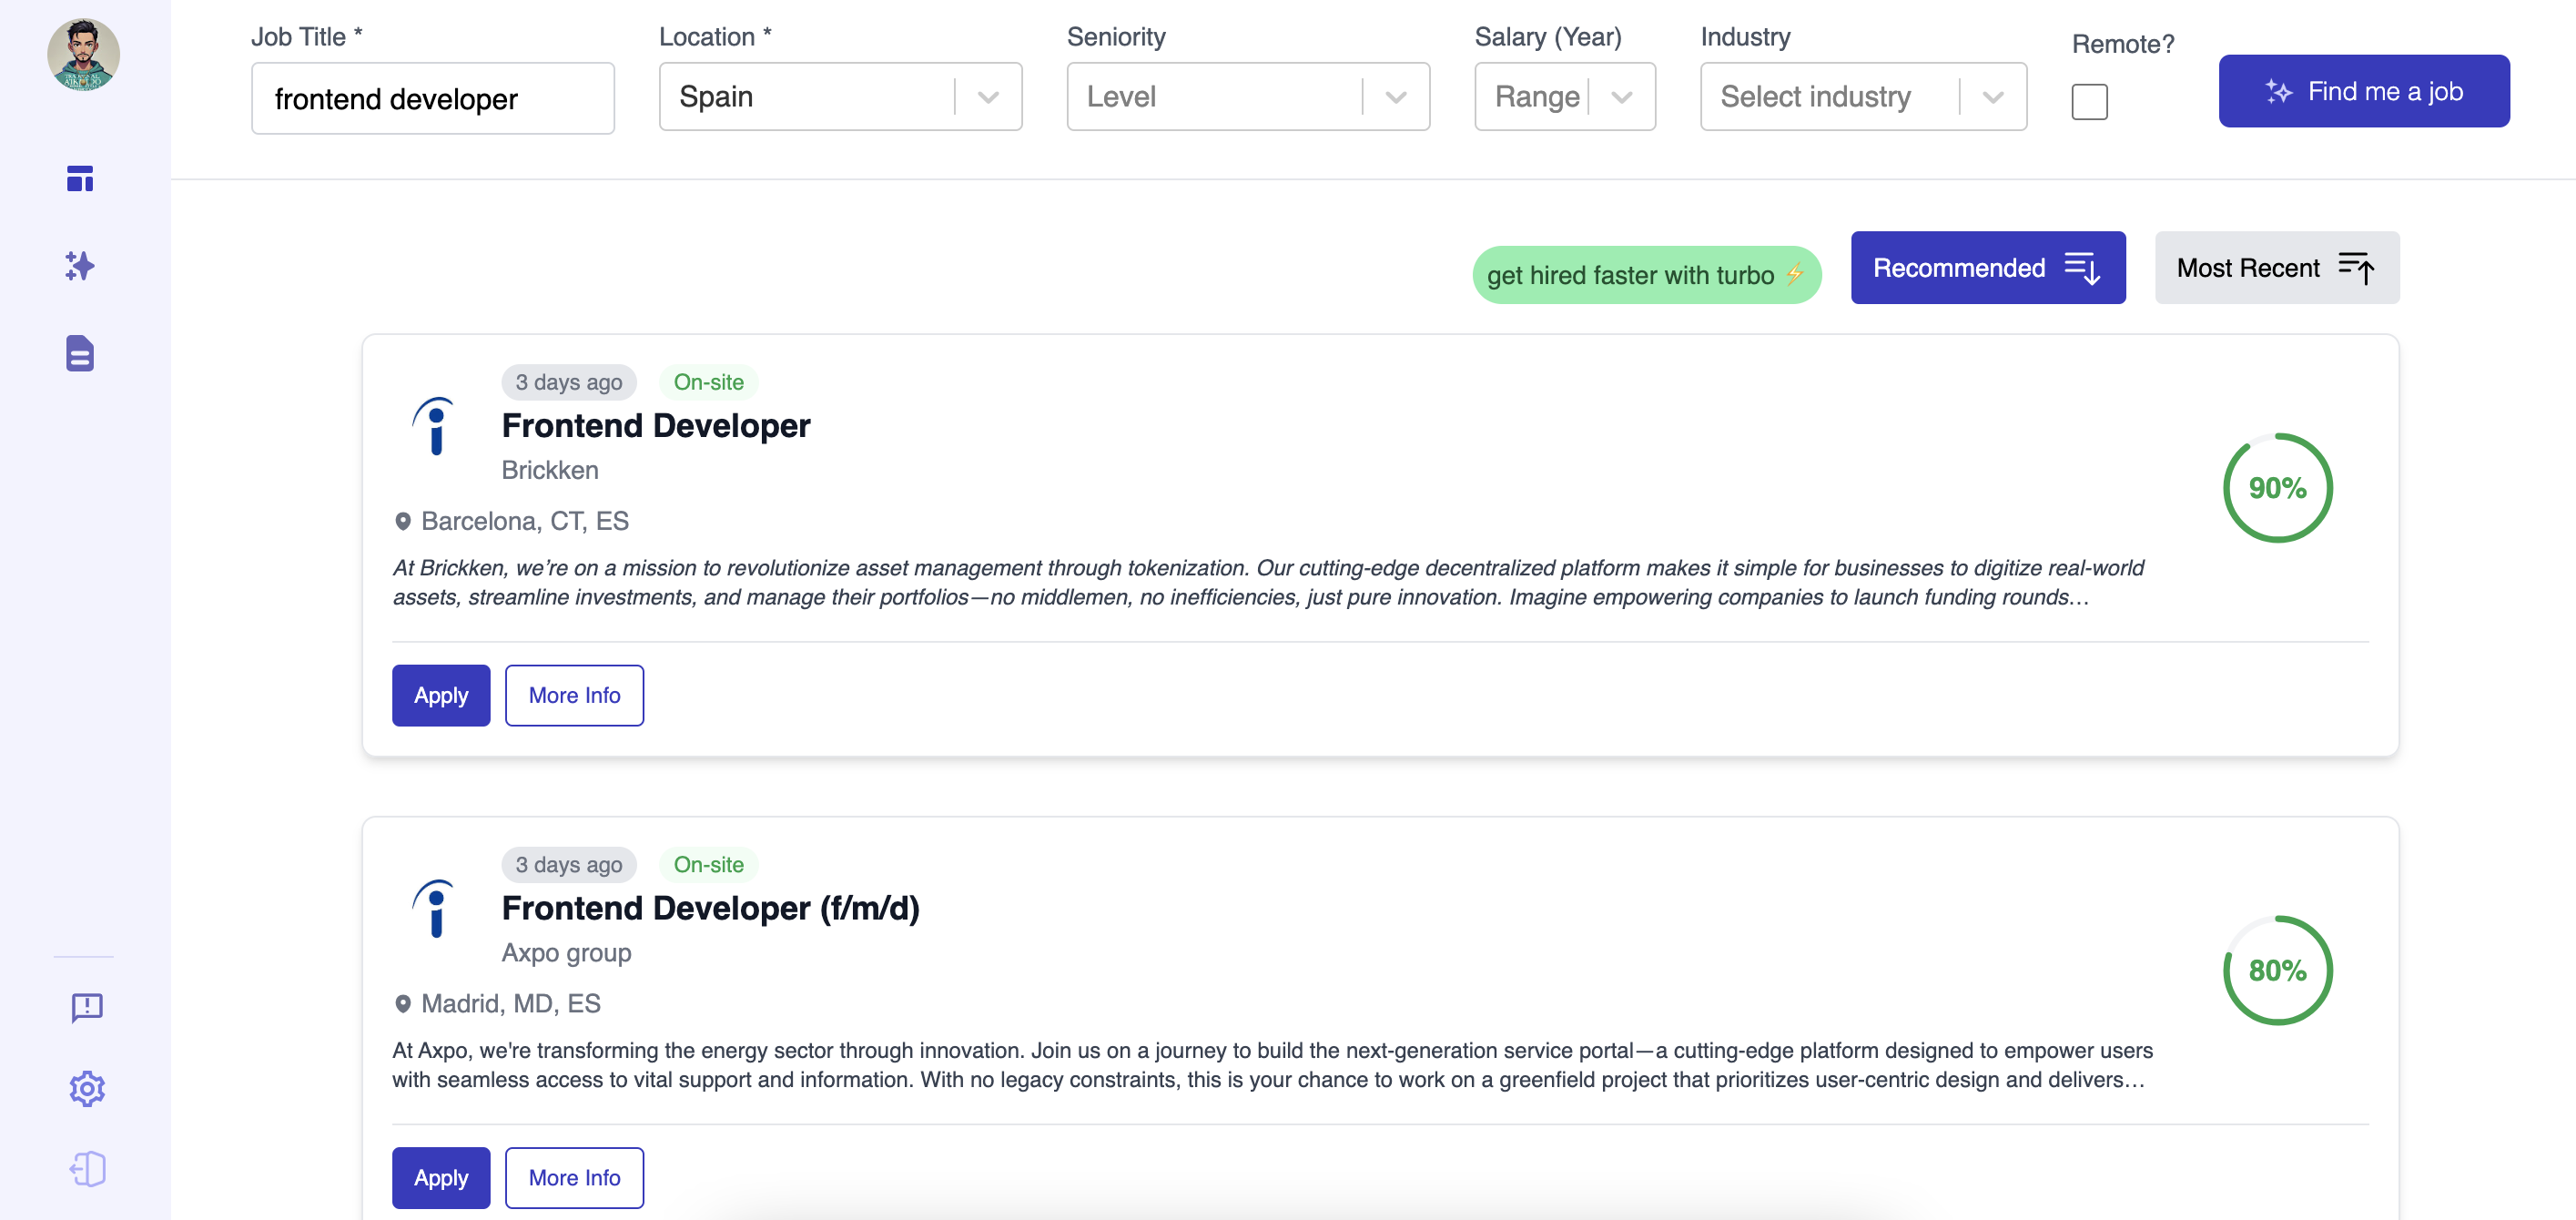 Job Title *
Location *
Seniority
Salary (Year)
Industry
Remote?
frontend developer
Spain
Level
Range
Select industry
Find me a job
get hired faster with turbo ⚡
Recommended
Most Recent
3 days ago
On-site
Frontend Developer
Brickken
Barcelona, CT, ES
At Brickken, we’re on a mission to revolutionize asset management through tokenization. Our cutting-edge decentralized platform makes it simple for businesses to digitize real-world
assets, streamline investments, and manage their portfolios—no middlemen, no inefficiencies, just pure innovation. Imagine empowering companies to launch funding rounds…
90%
Apply
More Info
3 days ago
On-site
Frontend Developer (f/m/d)
Axpo group
Madrid, MD, ES
At Axpo, we're transforming the energy sector through innovation. Join us on a journey to build the next-generation service portal—a cutting-edge platform designed to empower users
with seamless access to vital support and information. With no legacy constraints, this is your chance to work on a greenfield project that prioritizes user-centric design and delivers…
80%
Apply
More Info